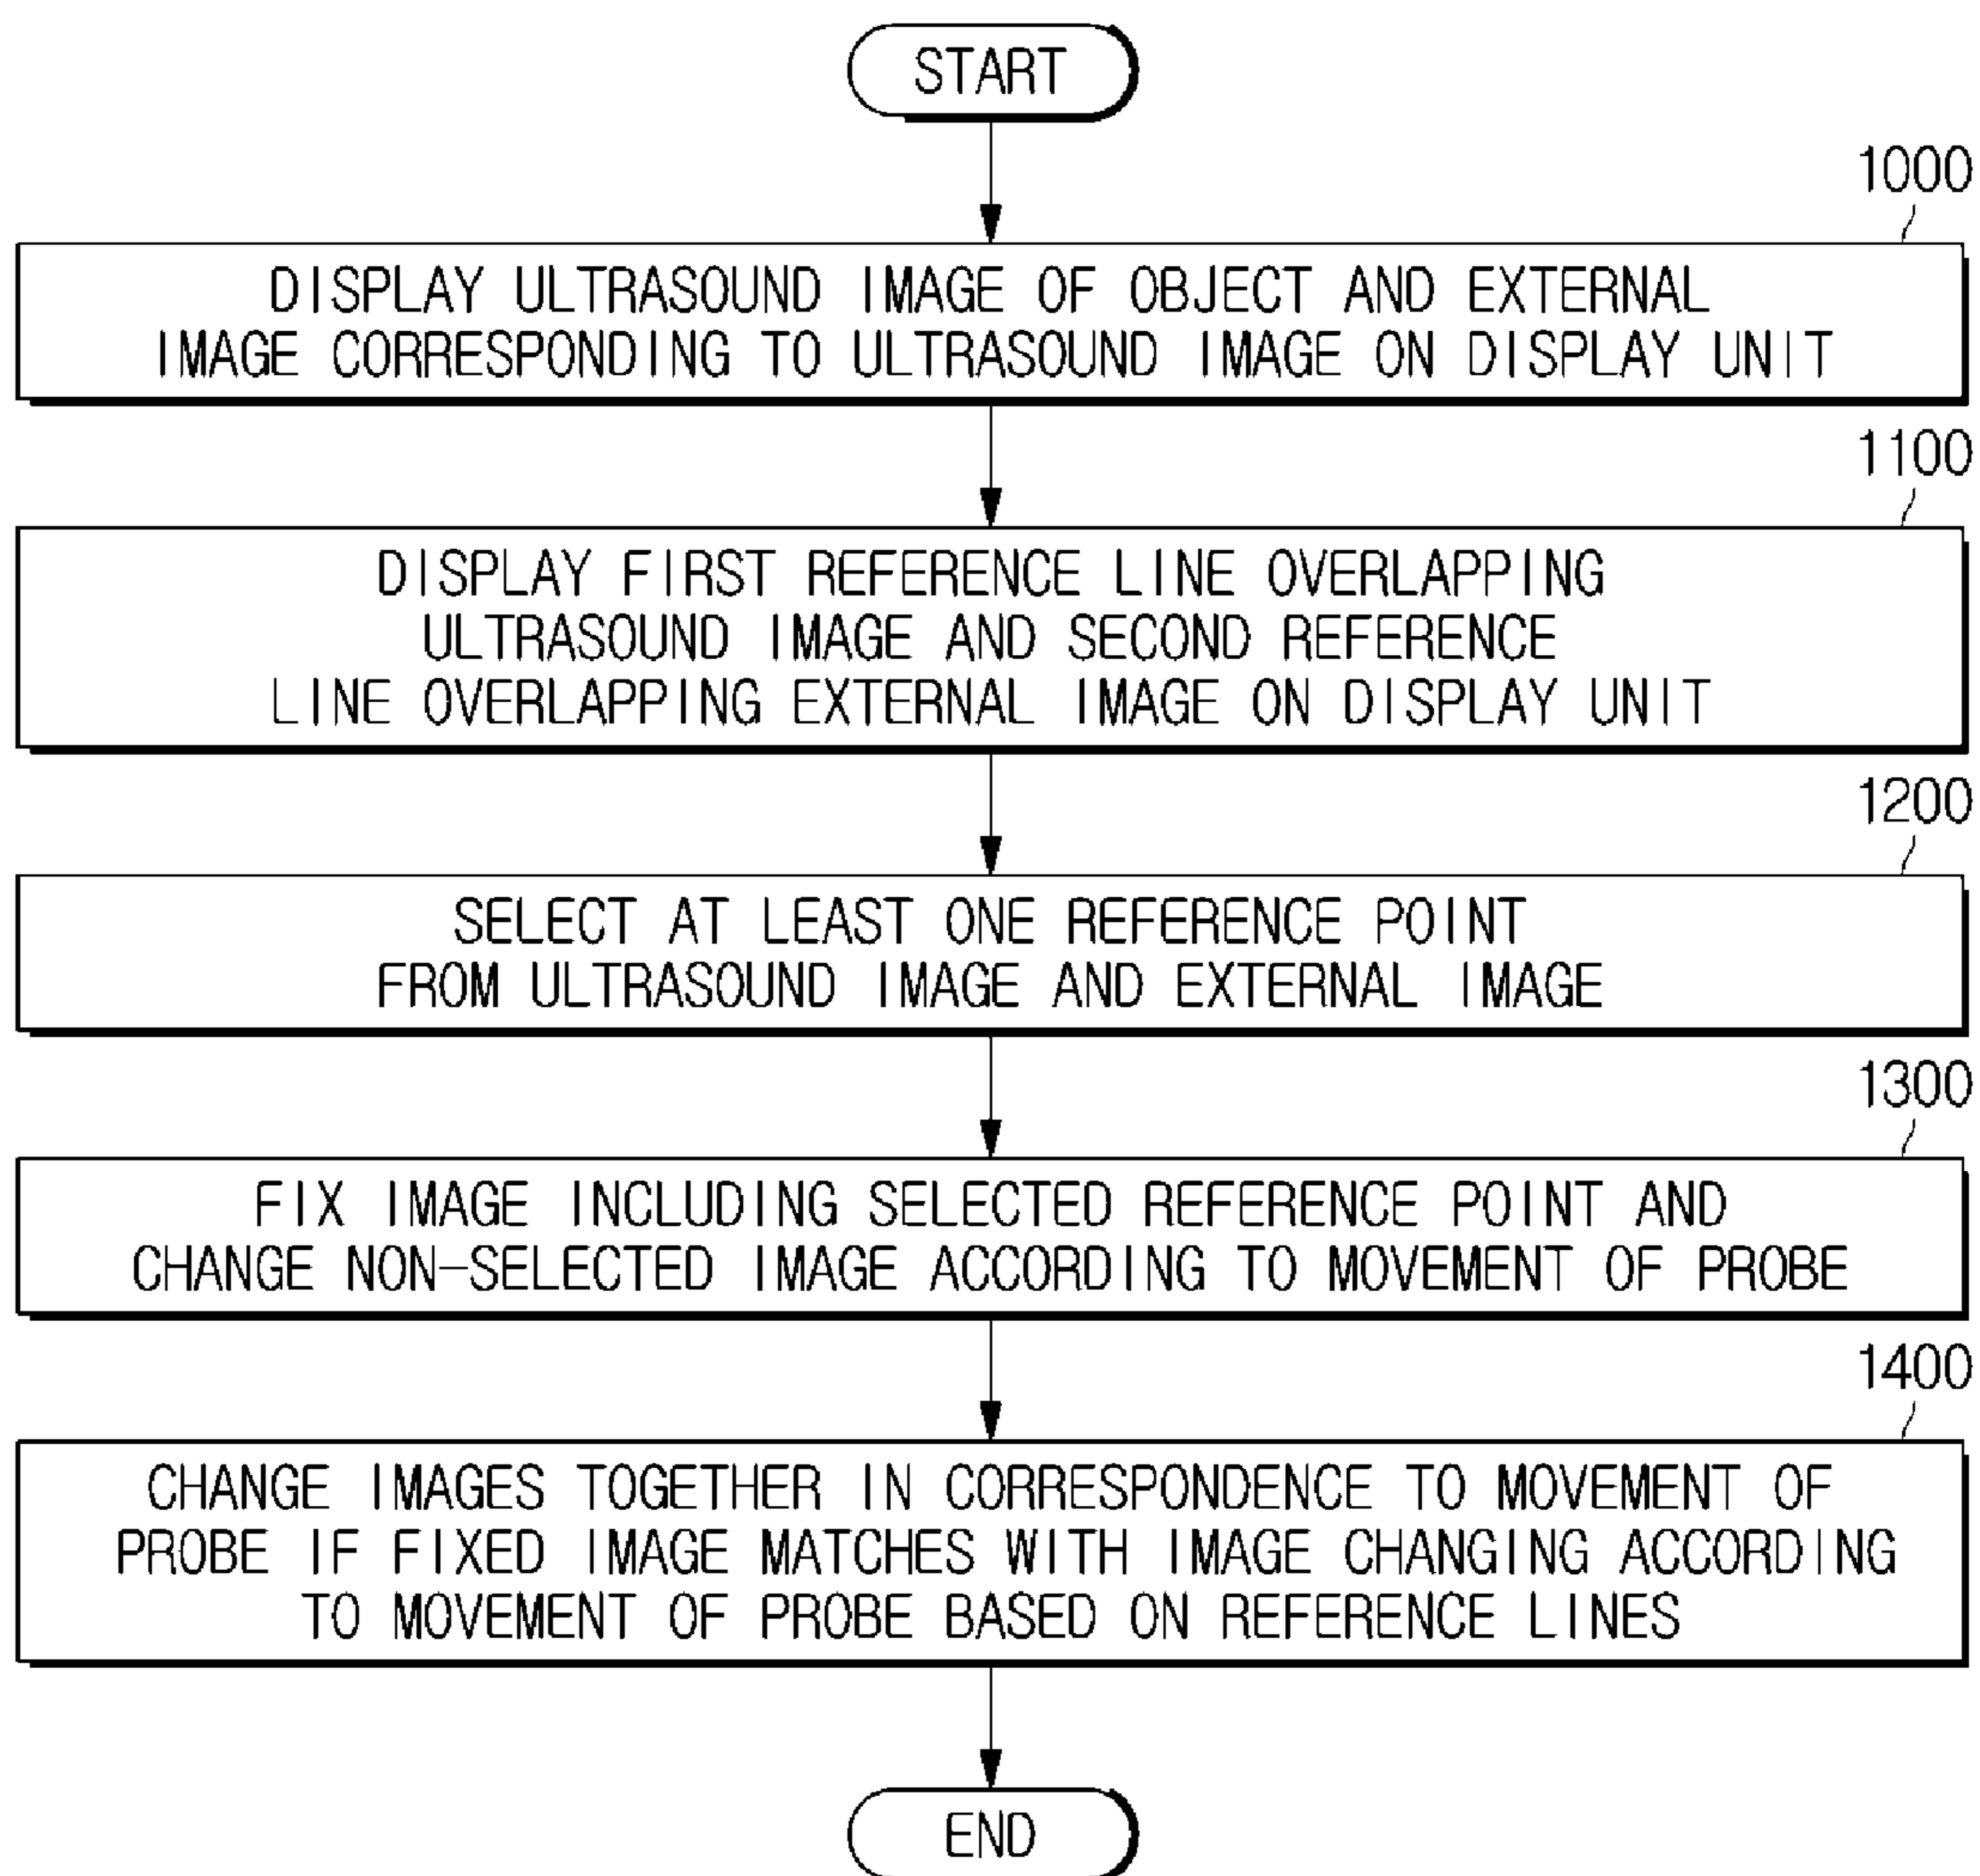 START
1000
DISPLAY ULTRASOUND IMAGE OF OBJECT AND EXTERNAL
IMAGE CORRESPONDING TO ULTRASOUND IMAGE ON DISPLAY UNIT
1100
DISPLAY FIRST REFERENCE LINE OVERLAPPING
ULTRASOUND IMAGE AND SECOND REFERENCE
LINE OVERLAPPING EXTERNAL IMAGE ON DISPLAY UNIT
1200
SELECT AT LEAST ONE REFERENCE POINT
FROM ULTRASOUND IMAGE AND EXTERNAL IMAGE
1300
FIX IMAGE INCLUDING SELECTED REFERENCE POINT AND
CHANGE NON-SELECTED IMAGE ACCORDING TO MOVEMENT OF PROBE
1400
CHANGE IMAGES TOGETHER IN CORRESPONDENCE TO MOVEMENT OF
PROBE IF FIXED IMAGE MATCHES WITH IMAGE CHANGING ACCORDING
TO MOVEMENT OF PROBE BASED ON REFERENCE LINES
END